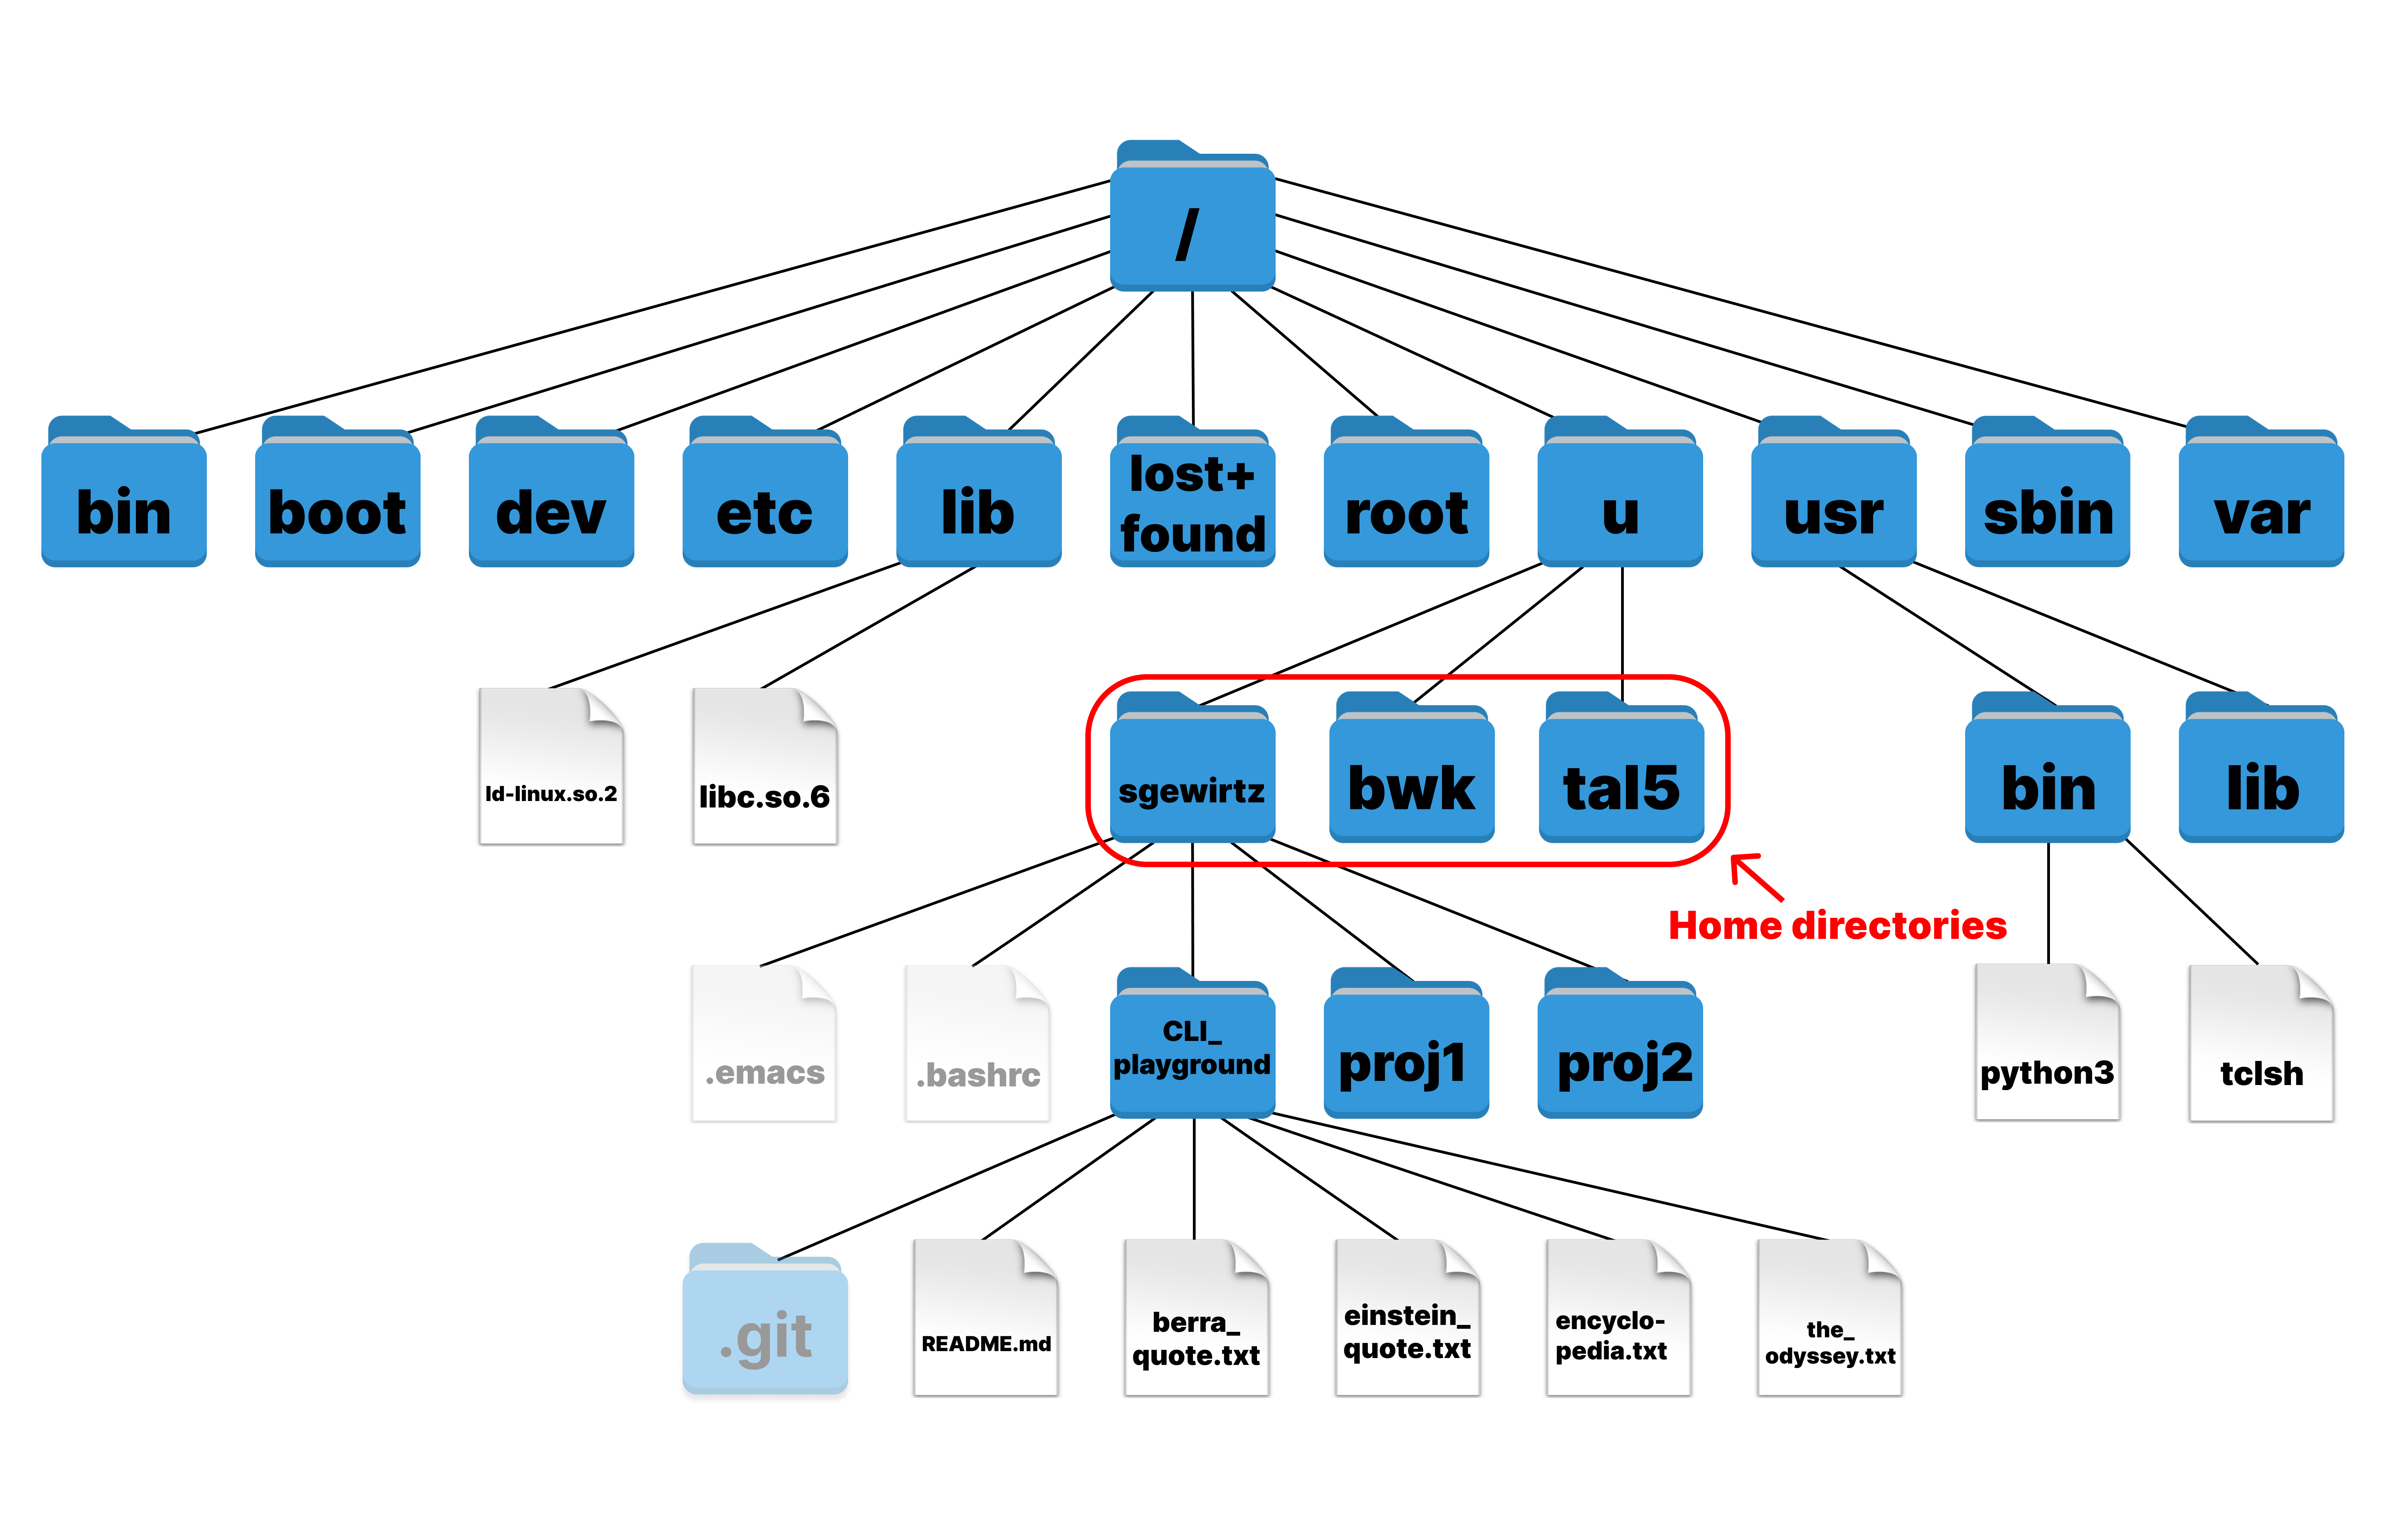 /
bin
boot
dev
etc
lib
lost+
found
root
u
usr
sbin
var
ld-linux.so.2
libc.so.6
sgewirtz
bwk
tal5
bin
lib
Home directories
.emacs
.bashrc
CLI_
playground
proj1
proj2
python3
tclsh
.git
README.md
berra_
quote.txt
einstein_
quote.txt
encyclo-
pedia.txt
the_
odyssey.txt